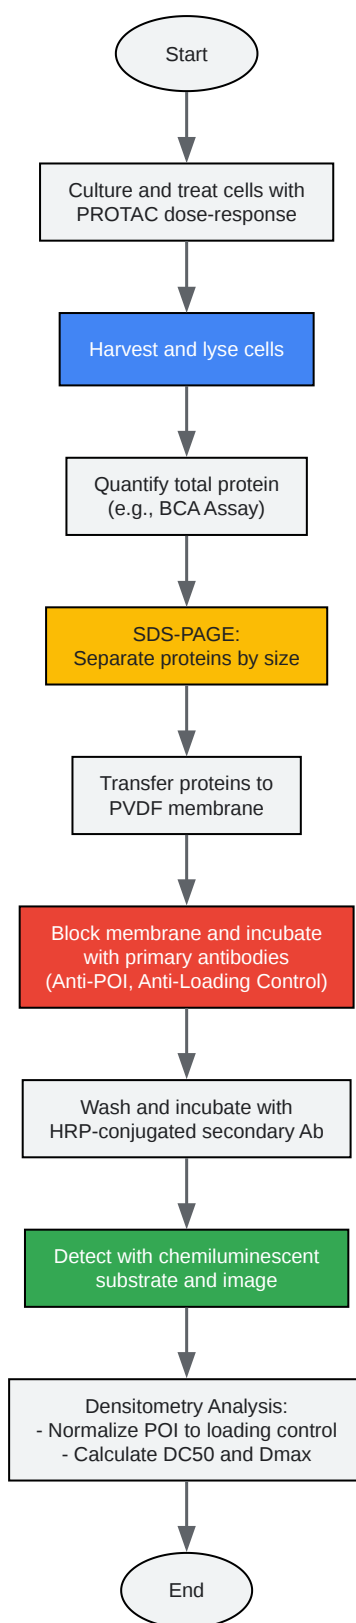 Start
Culture and treat cells with
PROTAC dose-response
Harvest and lyse cells
Quantify total protein
(e.g., BCA Assay)
SDS-PAGE:
Separate proteins by size
Transfer proteins to
PVDF membrane
Block membrane and incubate
with primary antibodies
(Anti-POI, Anti-Loading Control)
Wash and incubate with
HRP-conjugated secondary Ab
Detect with chemiluminescent
substrate and image
Densitometry Analysis:
- Normalize POI to loading control
- Calculate DC50 and Dmax
End